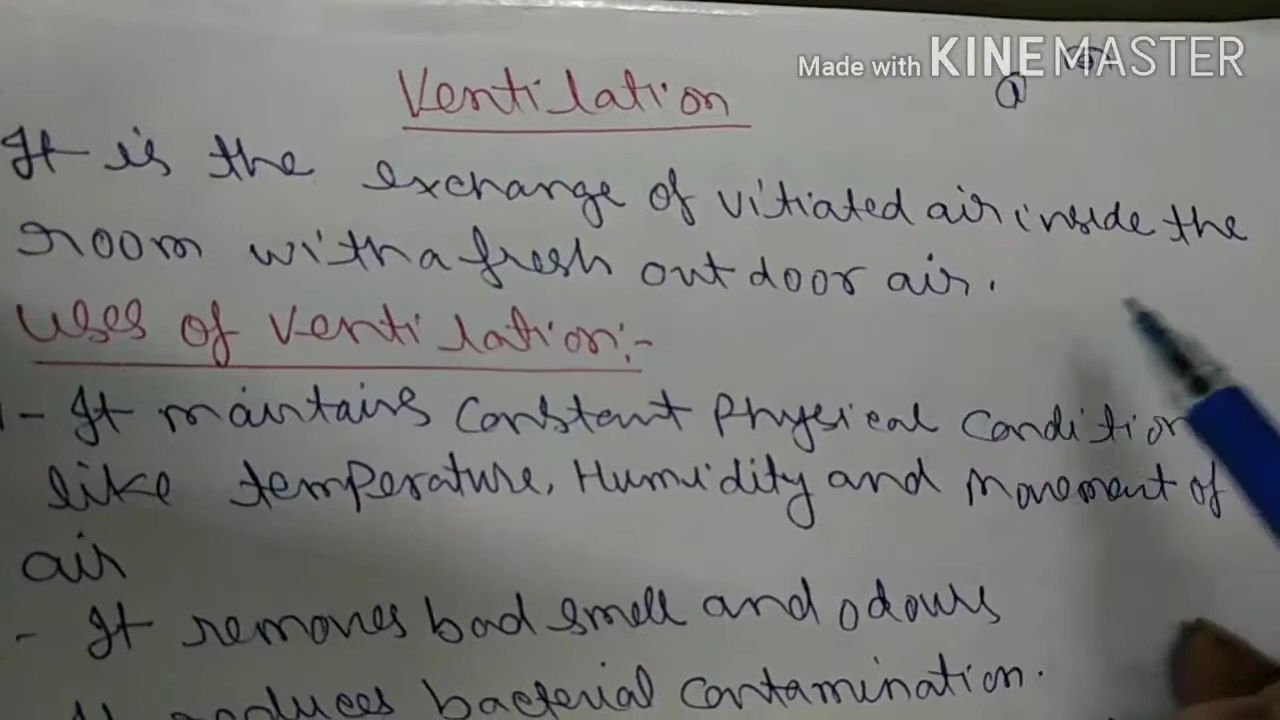 Made with KINEMASTER
Ventilation
It is the exchange of vitiated air inside the
room with a fresh outdoor air.
Uses of Ventilation:-
1- It maintains constant Physical Condition
like temperature, Humidity and Movement of
air
- It removes bad smell and odours
bacterial contamination.